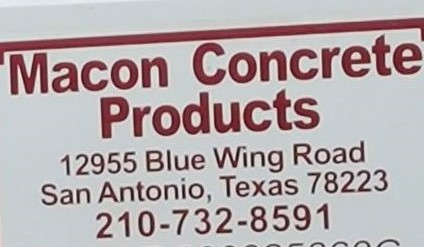 Macon Concrete
Products
12955 Blue Wing Road
San Antonio, Texas 78223
210-732-8591